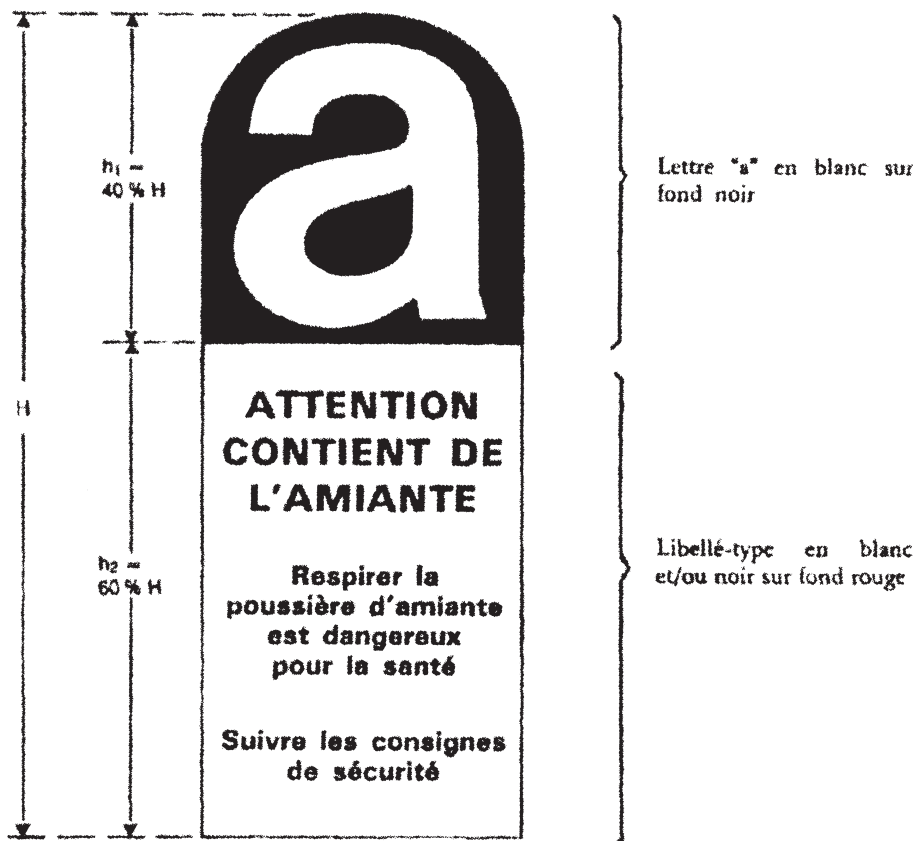 a
h₁ =
40 % H
Lettre "a" en blanc sur
fond noir
H
ATTENTION
CONTIENT DE
L'AMIANTE
h₂ =
60 % H
Respirer la
poussière d'amiante
est dangereux
pour la santé
Libellé-type en blanc
et/ou noir sur fond rouge
Suivre les consignes
de sécurité